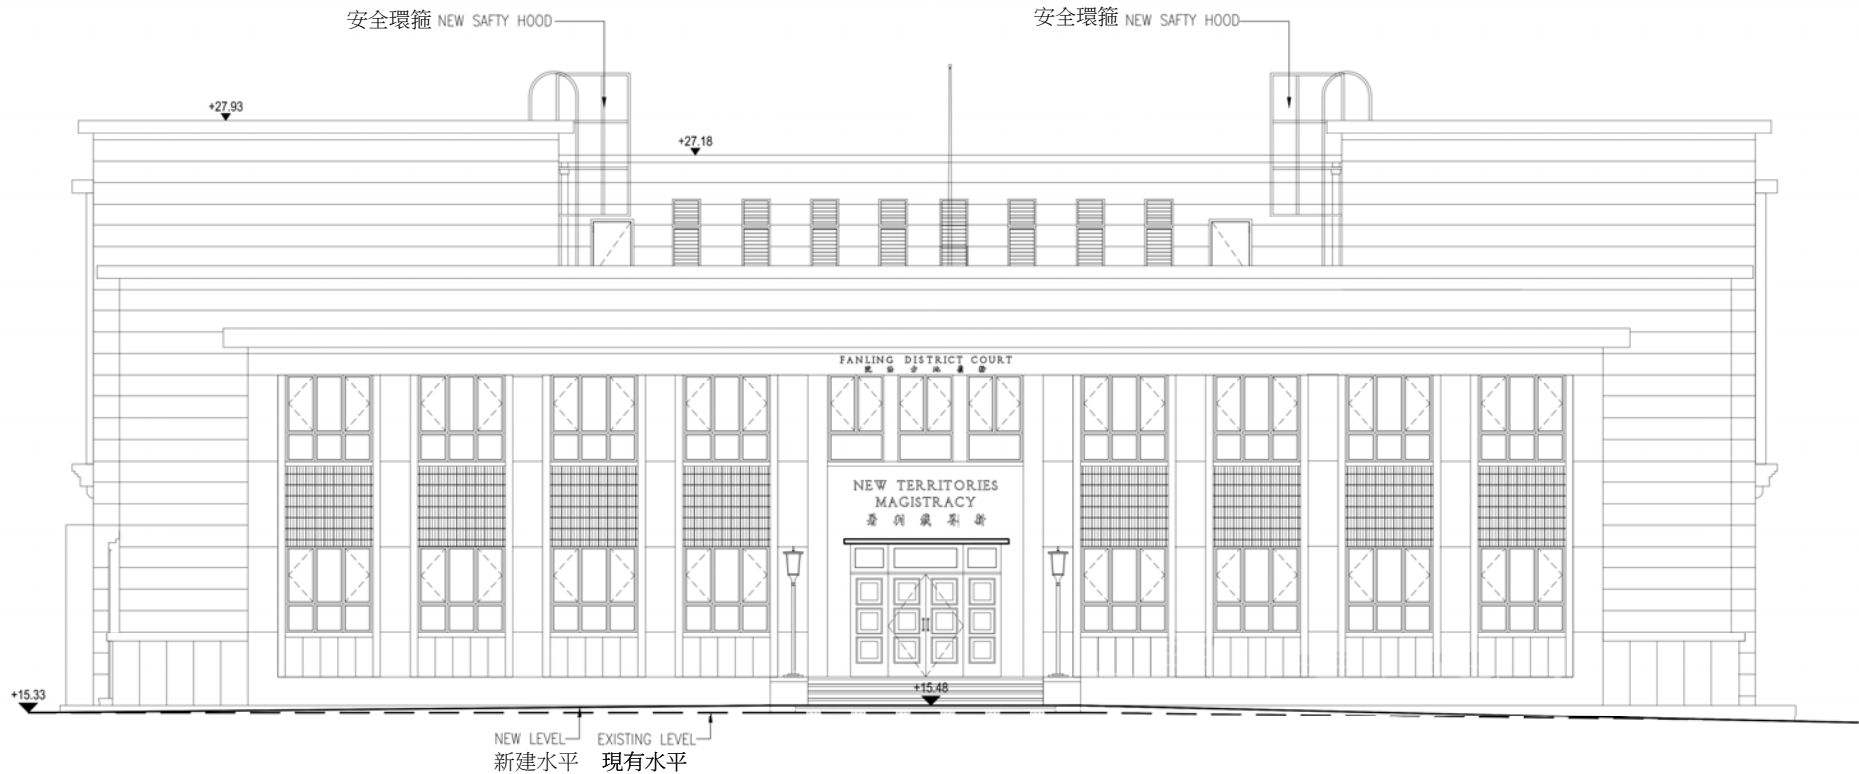 安全環箍 NEW SAFTY HOOD
安全環箍 NEW SAFTY HOOD
+27.93
+27.18
FANLING DISTRICT COURT
NEW TERRITORIES
MAGISTRACY
+15.33
+15.48
NEW LEVEL
新建水平
EXISTING LEVEL
現有水平